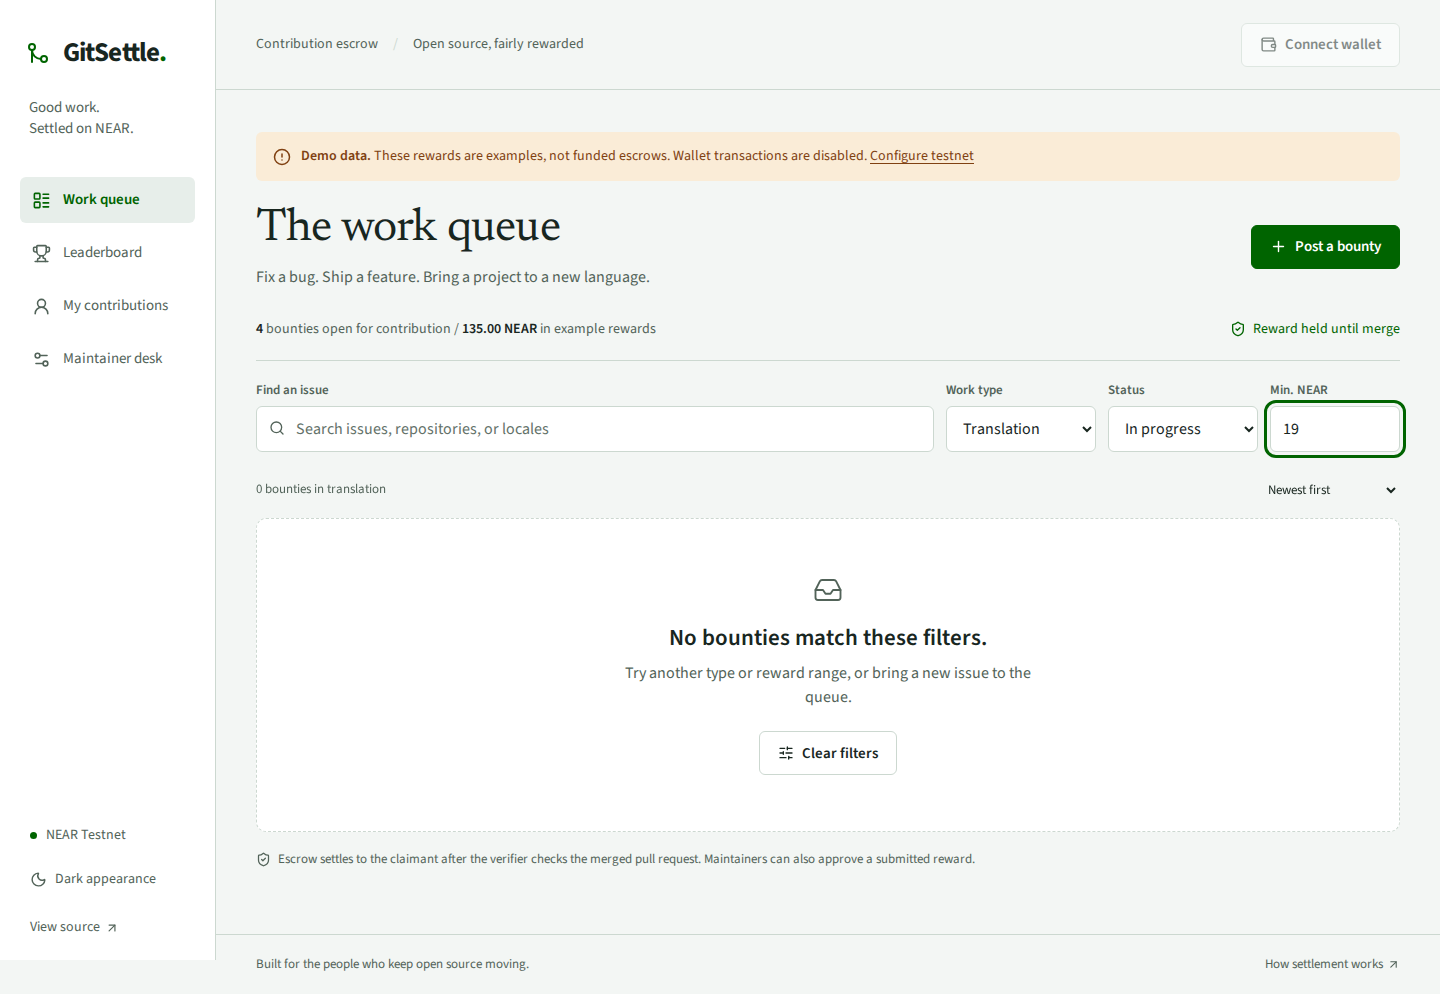 GitSettle.
Good work.
Settled on NEAR.
Work queue
Leaderboard
My contributions
Maintainer desk
NEAR Testnet
Dark appearance
View source
Contribution escrow / Open source, fairly rewarded
Connect wallet
Demo data. These rewards are examples, not funded escrows. Wallet transactions are disabled. Configure testnet
The work queue
Fix a bug. Ship a feature. Bring a project to a new language.
Post a bounty
4 bounties open for contribution / 135.00 NEAR in example rewards
Reward held until merge
Find an issue
Work type
Status
Min. NEAR
Search issues, repositories, or locales
Translation
In progress
19
0 bounties in translation
Newest first
No bounties match these filters.
Try another type or reward range, or bring a new issue to the
queue.
Clear filters
Escrow settles to the claimant after the verifier checks the merged pull request. Maintainers can also approve a submitted reward.
Built for the people who keep open source moving.
How settlement works